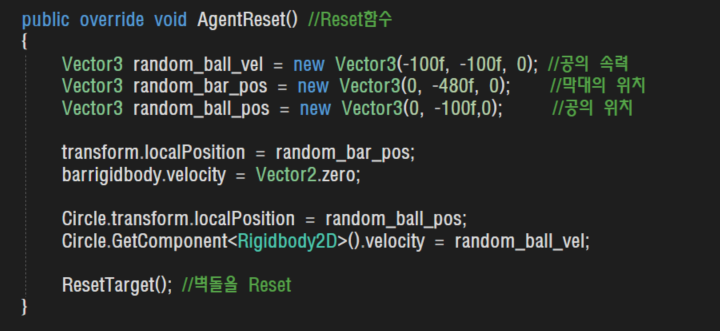 public override void AgentReset() //Reset함수
{
Vector3 random_ball_vel = new Vector3(-100f, -100f, 0); //공의 속력
Vector3 random_bar_pos = new Vector3(0, -480f, 0); //막대의 위치
Vector3 random_ball_pos = new Vector3(0, -100f,0); //공의 위치
transform.localPosition = random_bar_pos;
barrigidbody.velocity = Vector2.zero;
Circle.transform.localPosition = random_ball_pos;
Circle.GetComponent<Rigidbody2D>().velocity = random_ball_vel;
ResetTarget(); //벽돌을 Reset
}